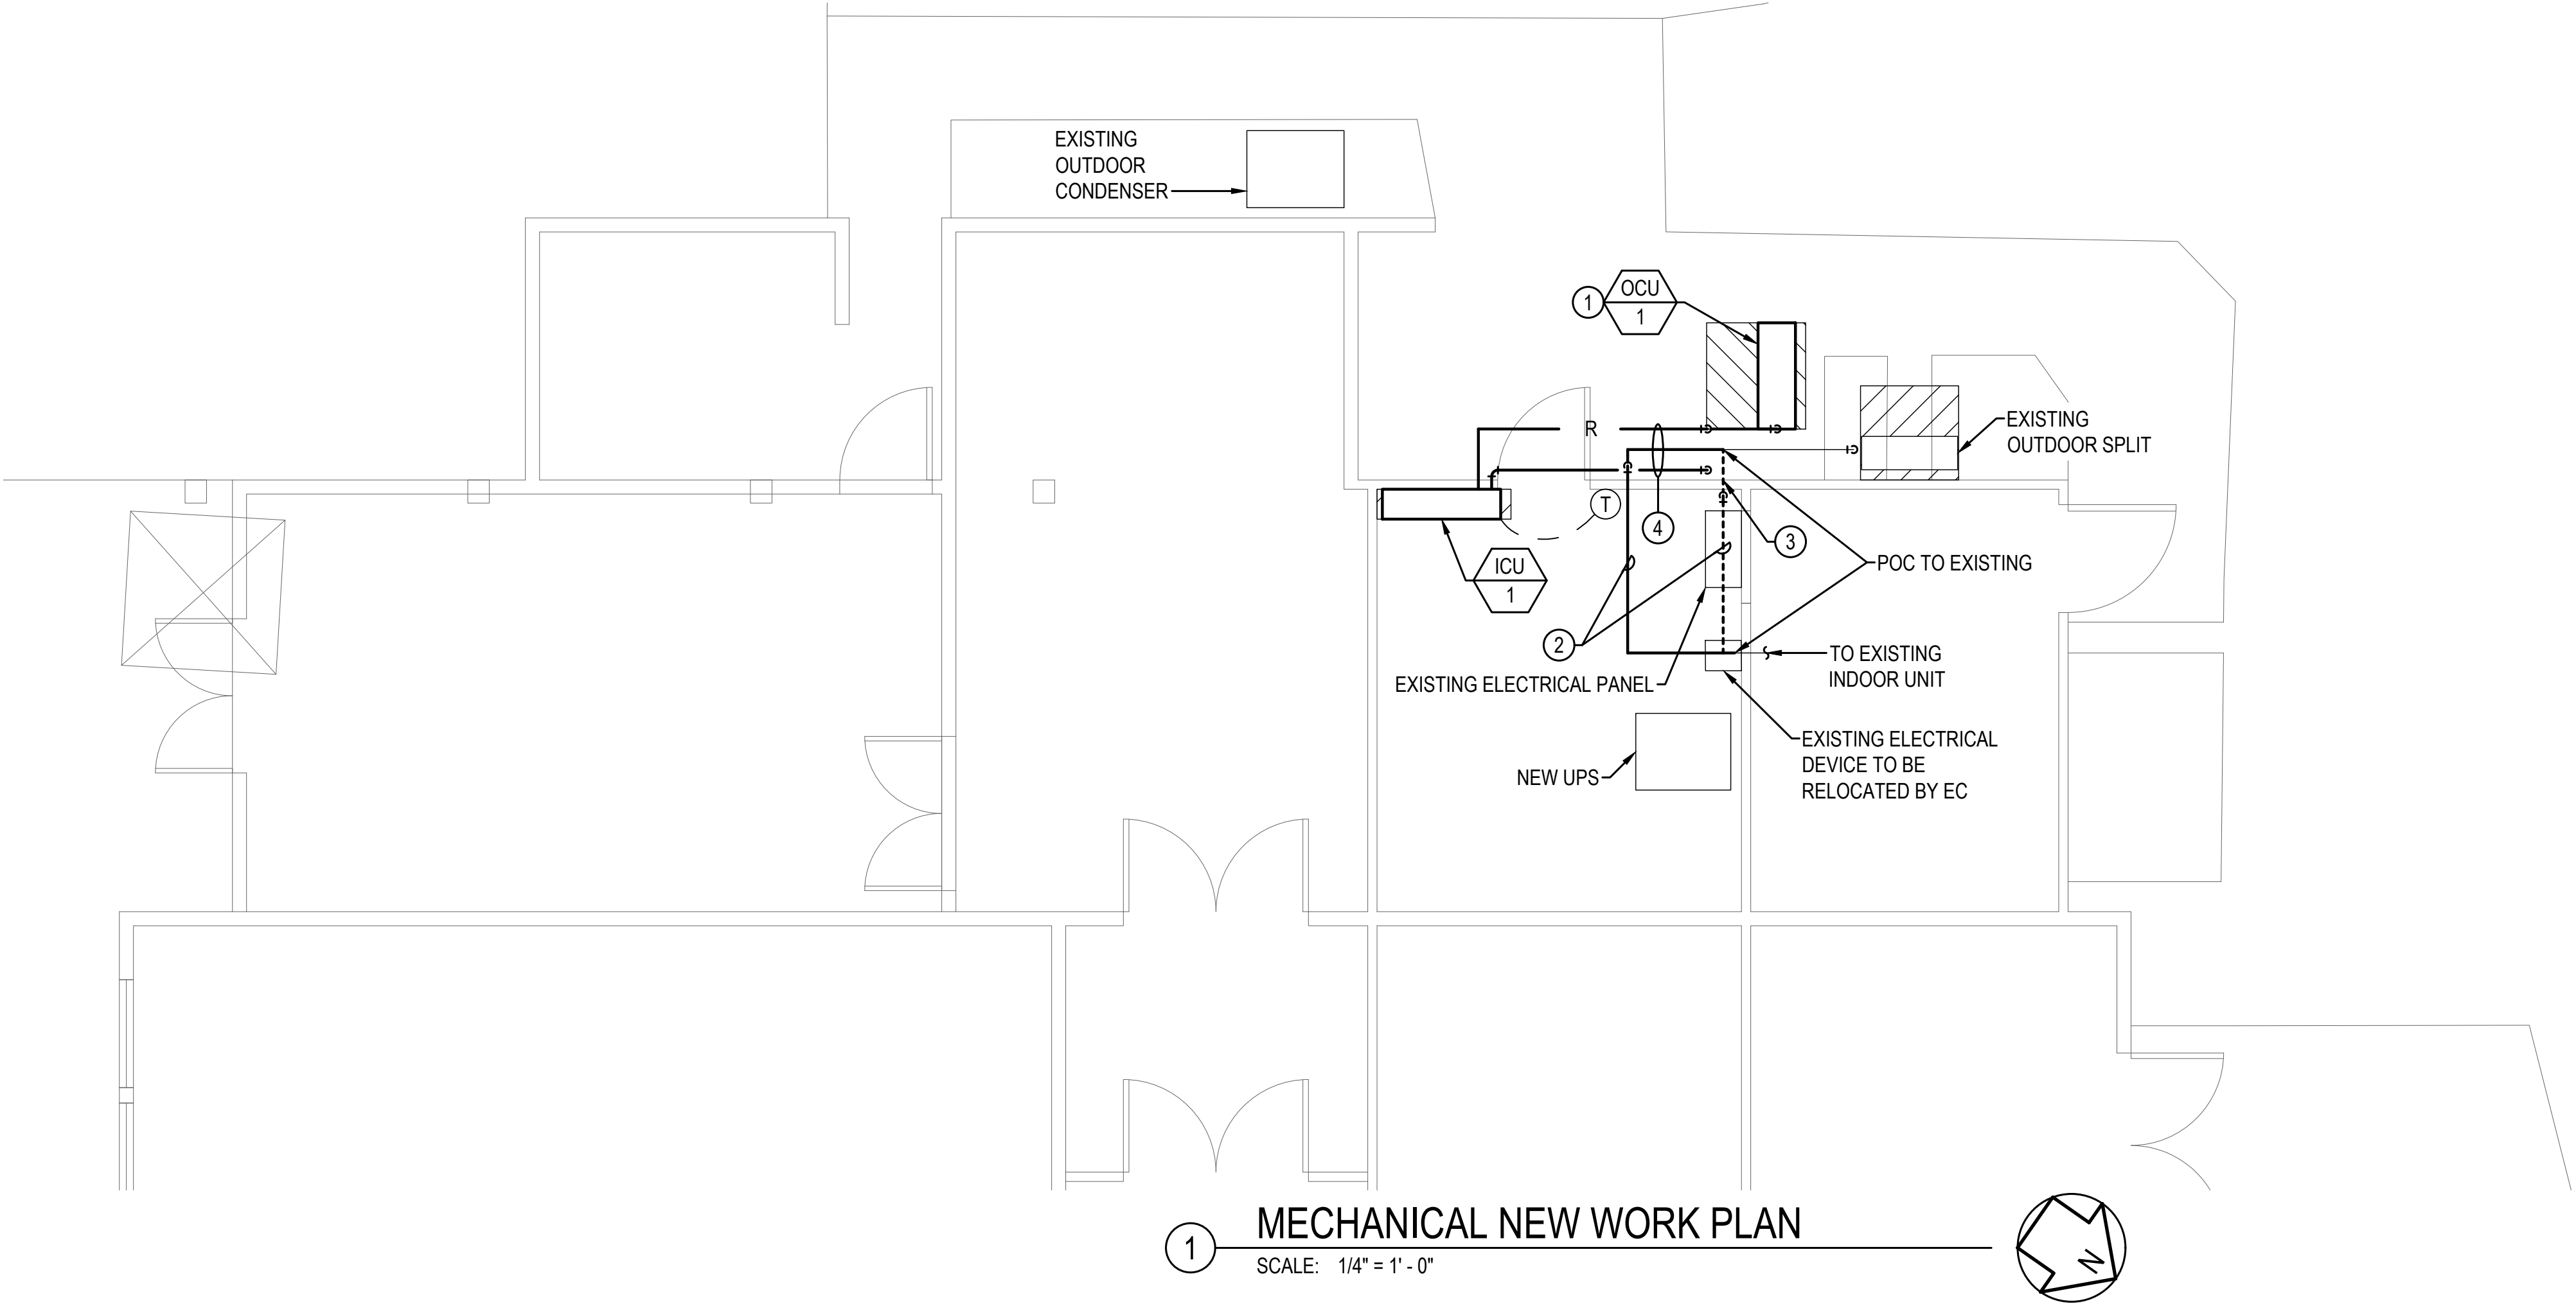 EXISTING
OUTDOOR
CONDENSER
1
OCU
1
R
EXISTING
OUTDOOR SPLIT
T
4
3
ICU
1
POC TO EXISTING
2
TO EXISTING
INDOOR UNIT
EXISTING ELECTRICAL PANEL
EXISTING ELECTRICAL
DEVICE TO BE
RELOCATED BY EC
NEW UPS
1
MECHANICAL NEW WORK PLAN
SCALE: 1/4" = 1' - 0"
N